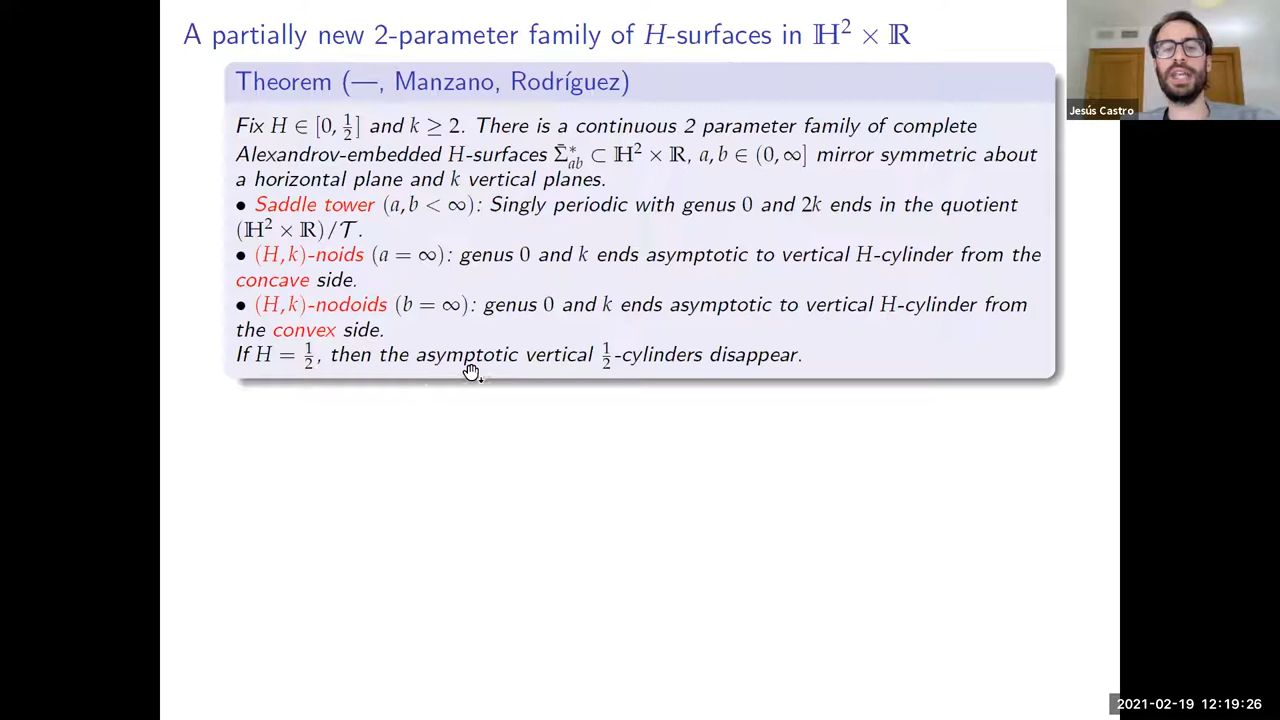 A partially new 2-parameter family of H-surfaces in ℍ² × ℝ
Theorem (—, Manzano, Rodríguez)
Fix H ∈ [0, 1/2] and k ≥ 2. There is a continuous 2 parameter family of complete
Alexandrov-embedded H-surfaces Σ̄*_ab ⊂ ℍ² × ℝ, a, b ∈ (0, ∞] mirror symmetric about
a horizontal plane and k vertical planes.
• Saddle tower (a, b < ∞): Singly periodic with genus 0 and 2k ends in the quotient
(ℍ² × ℝ)/𝒯.
• (H, k)-noids (a = ∞): genus 0 and k ends asymptotic to vertical H-cylinder from the
concave side.
• (H, k)-nodoids (b = ∞): genus 0 and k ends asymptotic to vertical H-cylinder from
the convex side.
If H = 1/2, then the asymptotic vertical 1/2-cylinders disappear.
Jesús Castro
2021-02-19 12:19:26